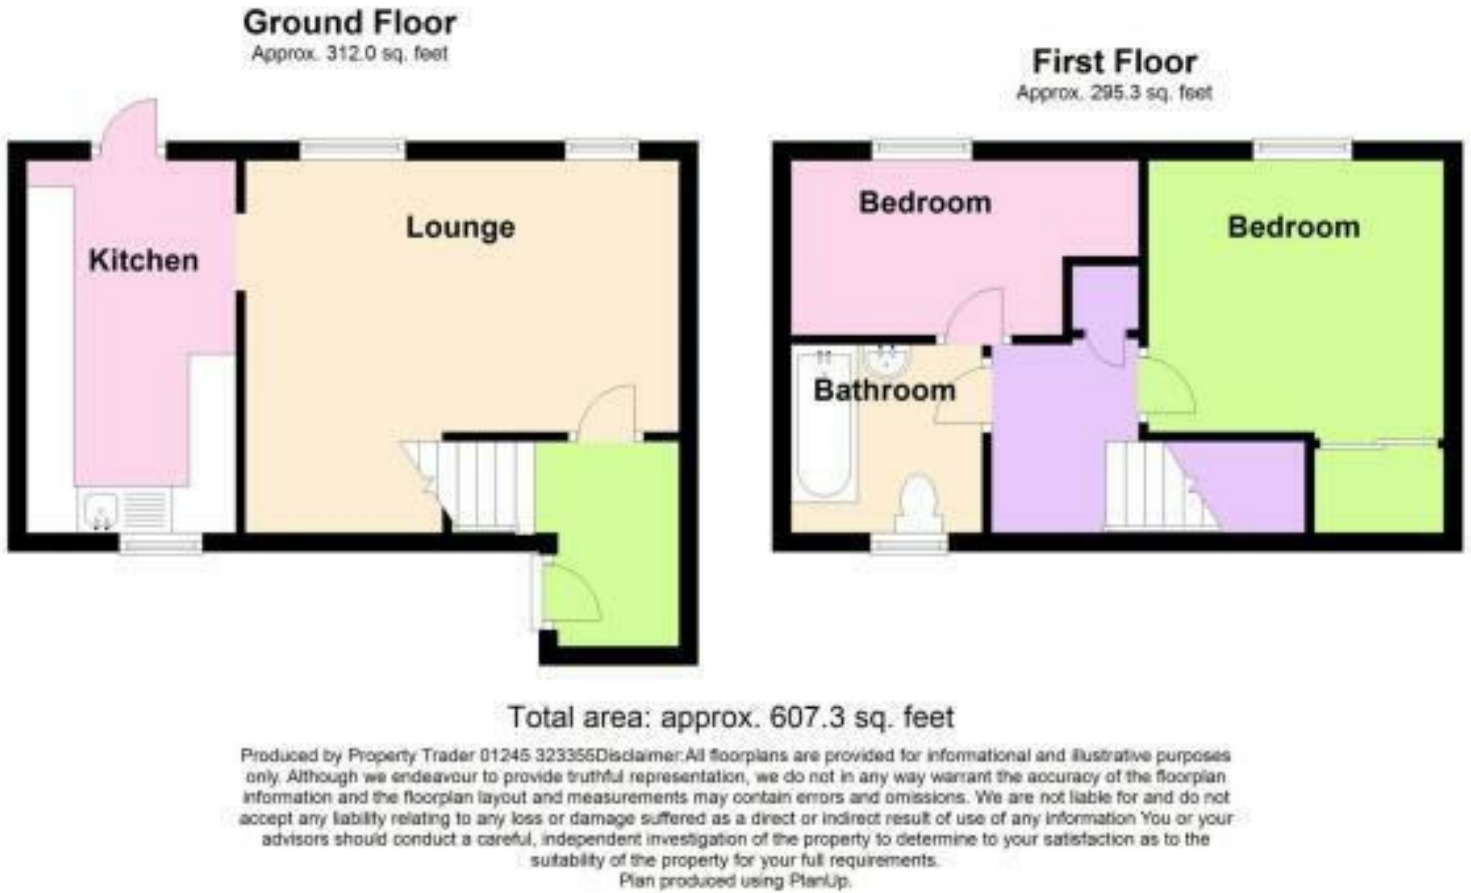 Ground Floor
Approx. 312.0 sq. feet
Kitchen
Lounge
First Floor
Approx. 295.3 sq. feet
Bedroom
Bedroom
Bathroom
Total area: approx. 607.3 sq. feet
Produced by Property Trader 01245 323355Disclaimer:All floorplans are provided for informational and illustrative purposes
only. Although we endeavour to provide truthful representation, we do not in any way warrant the accuracy of the floorplan
information and the floorplan layout and measurements may contain errors and omissions. We are not liable for and do not
accept any liability relating to any loss or damage suffered as a direct or indirect result of use of any information You or your
advisors should conduct a careful, independent investigation of the property to determine to your satisfaction as to the
suitability of the property for your full requirements.
Plan produced using PlanUp.